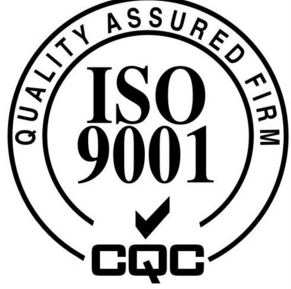 QUALITY ASSURED FIRM
ISO
9001
CQC